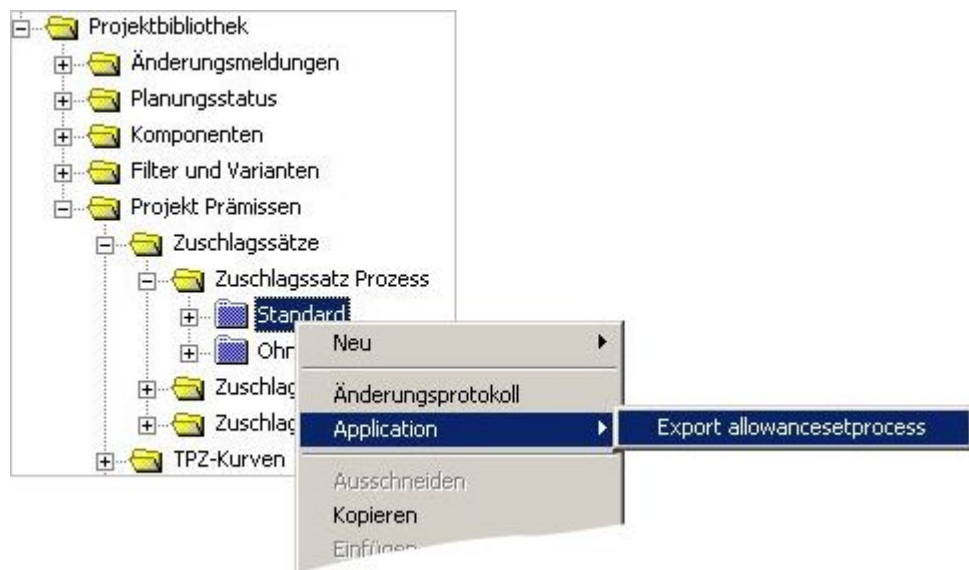 Projektbibliothek
Änderungsmeldungen
Planungsstatus
Komponenten
Filter und Varianten
Projekt Prämissen
Zuschlagssätze
Zuschlagssatz Prozess
Standard
Neu
Änderungsprotokoll
Application
Export allowancesetprocess
TPZ-Kurven
Ausschneiden
Kopieren
Einfügen